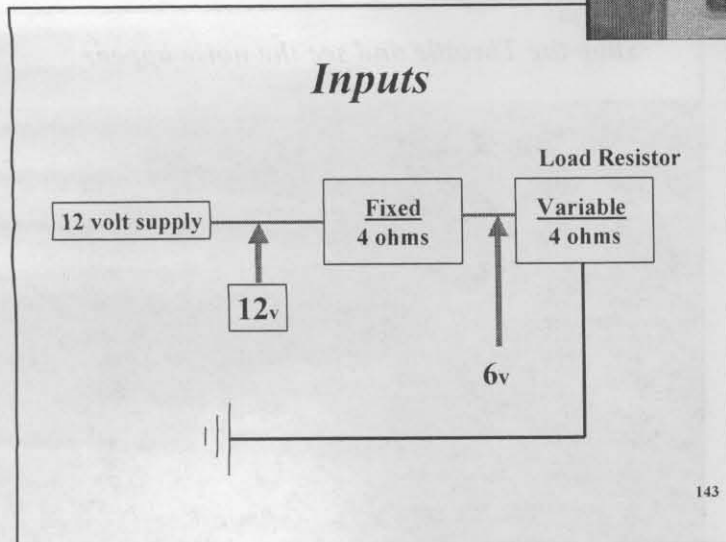 Inputs
Load Resistor
12 volt supply
Fixed
4 ohms
Variable
4 ohms
12v
6v
143